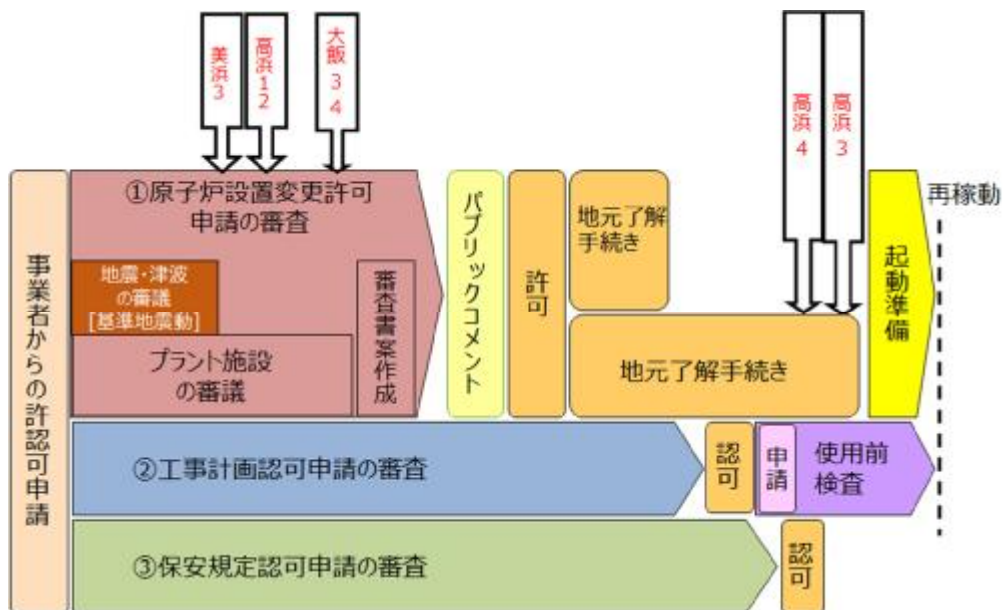 美浜3
高浜12
大飯34
高浜4
高浜3
事業者からの許認可申請
①原子炉設置変更許可
申請の審査
地震・津波
の審議
[基準地震動]
プラント施設
の審議
審査書案作成
パブリックコメント
許可
地元了解
手続き
地元了解手続き
起動準備
再稼動
②工事計画認可申請の審査
認可
申請
使用前
検査
③保安規定認可申請の審査
認可